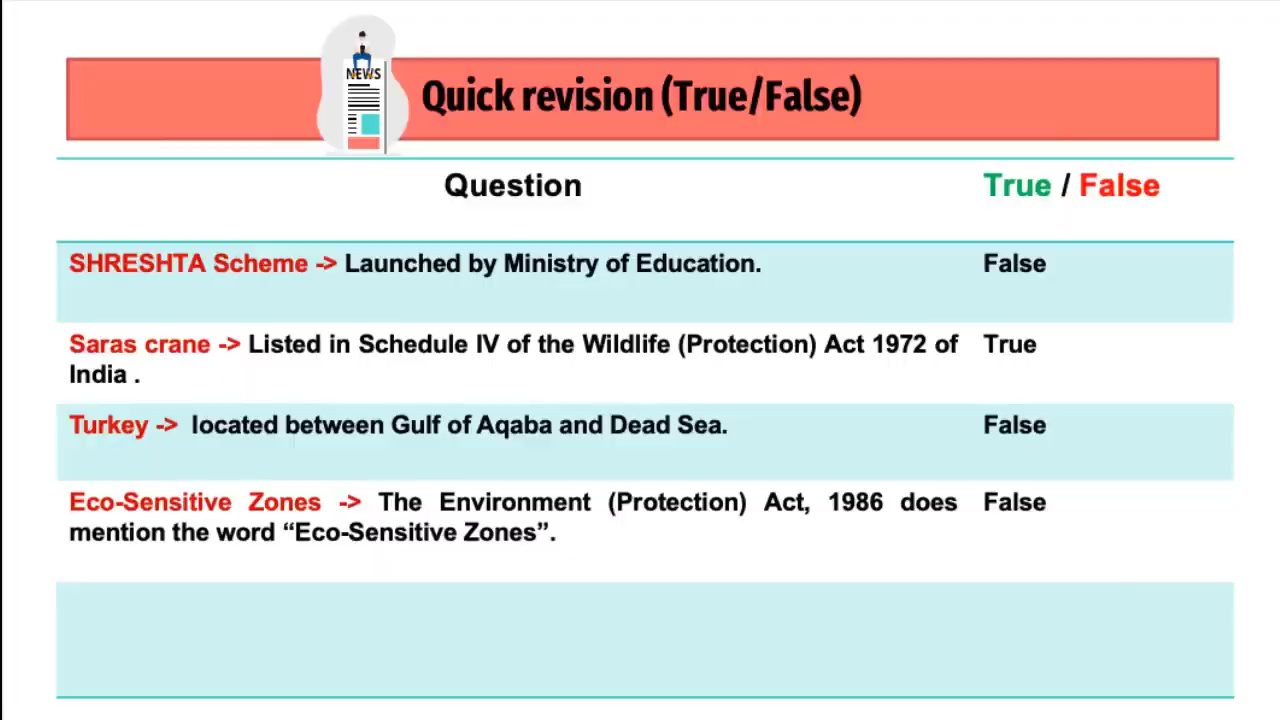 NEWS
Quick revision (True/False)
Question
True / False
SHRESHTA Scheme -> Launched by Ministry of Education.
False
Saras crane -> Listed in Schedule IV of the Wildlife (Protection) Act 1972 of
India .
True
Turkey -> located between Gulf of Aqaba and Dead Sea.
False
Eco-Sensitive Zones -> The Environment (Protection) Act, 1986 does
mention the word “Eco-Sensitive Zones”.
False